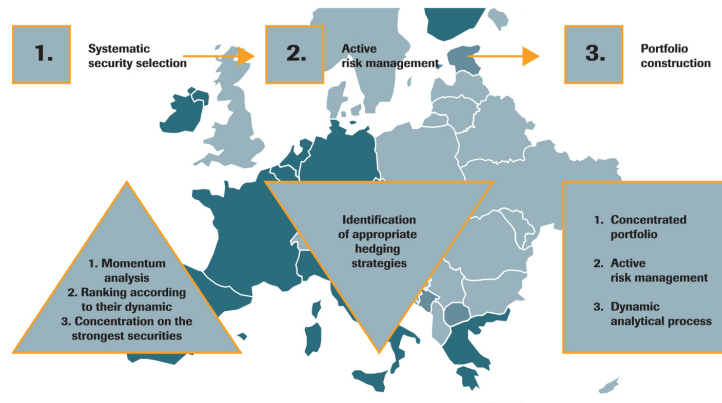 1.
Systematic
security selection
2.
Active
risk management
3.
Portfolio
construction
1. Momentum
analysis
2. Ranking according
to their dynamic
3. Concentration on the
strongest securities
Identification
of appropriate
hedging
strategies
1. Concentrated
portfolio
2. Active
risk management
3. Dynamic
analytical process